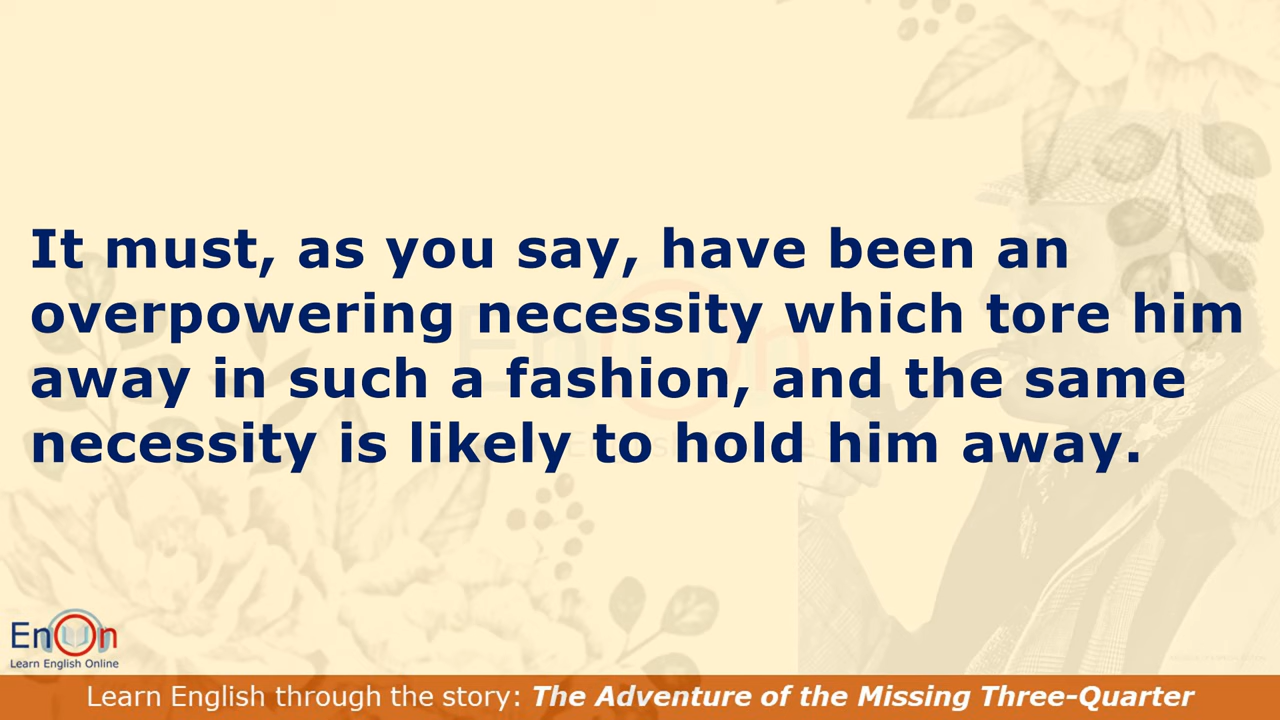 It must, as you say, have been an
overpowering necessity which tore him
away in such a fashion, and the same
necessity is likely to hold him away.
EnOn
Learn English Online
Learn English through the story: The Adventure of the Missing Three-Quarter